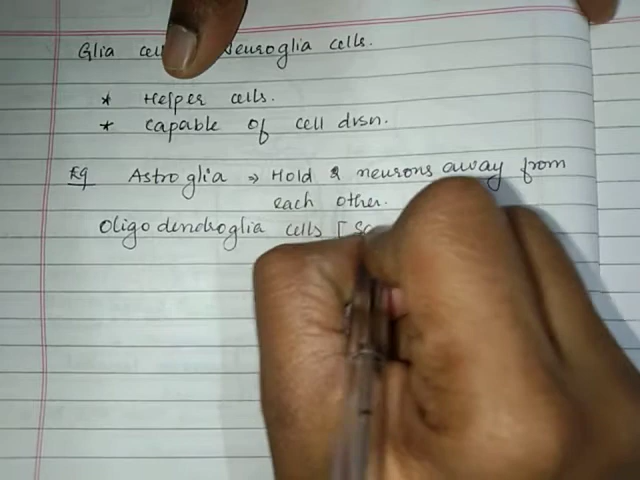 Glia Neuroglia cells.
* Helper cells.
* Capable of cell dvsn.
Eg Astroglia → Hold 2 neurons away from
each other.
Oligodendroglia cells [